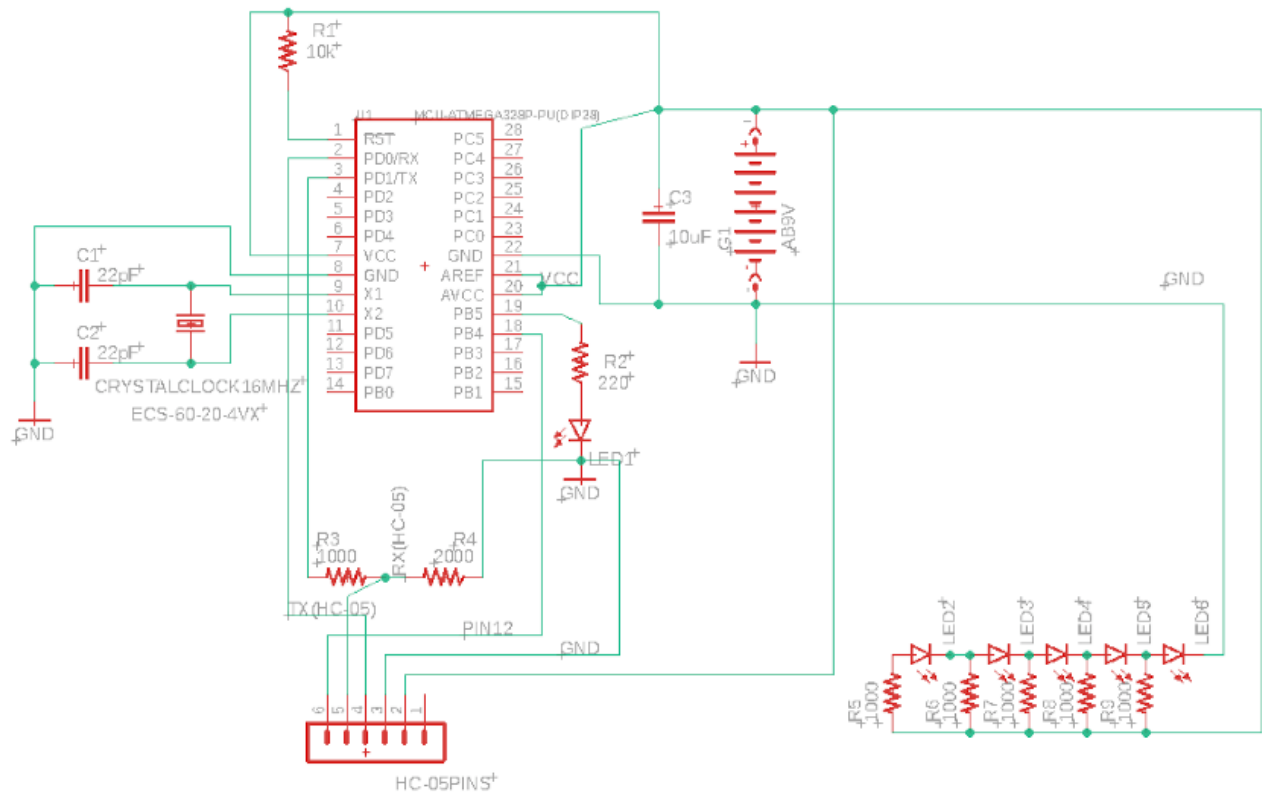 R1
10k
U1
MCU-ATMEGA328P-PU(DIP28)
1 RST PC5 28
2 PD0/RX PC4 27
3 PD1/TX PC3 26
4 PD2 PC2 25
5 PD3 PC1 24
6 PD4 PC0 23
7 VCC GND 22
8 GND AREF 21
9 X1 AVCC 20
10 X2 PB5 19
11 PD5 PB4 18
12 PD6 PB3 17
13 PD7 PB2 16
14 PB0 PB1 15
VCC
C1
22pF
C2
22pF
CRYSTALCLOCK16MHZ
ECS-60-20-4VX
GND
C3
10uF
G1
AB9V
GND
GND
R2
220
LED1
GND
R3
1000
RX(HC-05)
R4
2000
TX(HC-05)
PIN12
GND
6 5 4 3 2 1
HC-05PINS
LED2
LED3
LED4
LED5
LED6
R5
1000
R6
1000
R7
1000
R8
1000
R9
1000